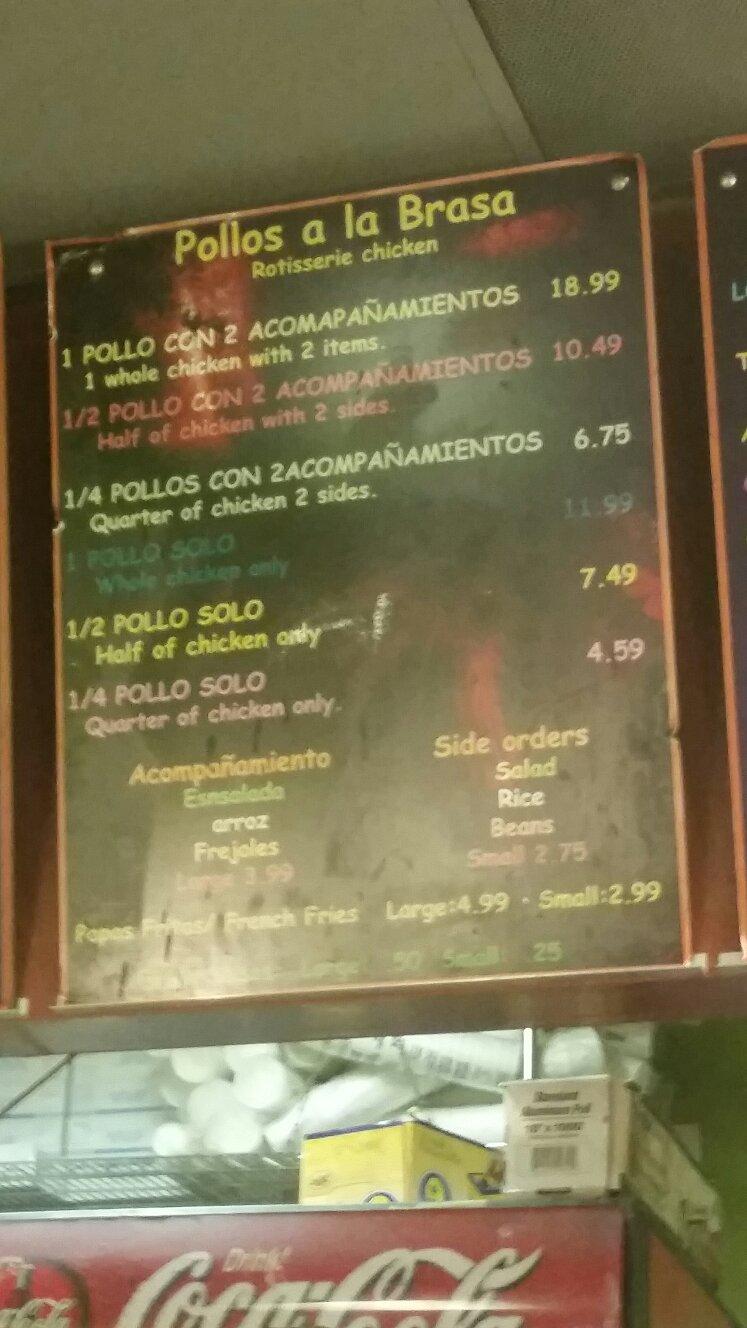 Pollos a la Brasa
Rotisserie chicken
1 POLLO CON 2 ACOMAPAÑAMIENTOS 18.99
1 whole chicken with 2 items.
1/2 POLLO CON 2 ACOMPAÑAMIENTOS 10.49
Half of chicken with 2 sides.
1/4 POLLOS CON 2ACOMPAÑAMIENTOS 6.75
Quarter of chicken 2 sides.
1 POLLO SOLO 11.99
Whole chicken only
1/2 POLLO SOLO 7.49
Half of chicken only
1/4 POLLO SOLO 4.59
Quarter of chicken only.
Acompañamiento Side orders
Esnsalada Salad
arroz Rice
Frejoles Beans
Large 3.99 Small 2.75
Papas Fritas/ French Fries Large:4.99 · Small:2.99
Large 50 Small 25
Standard
Aluminum Foil
Drink
Coca-Cola